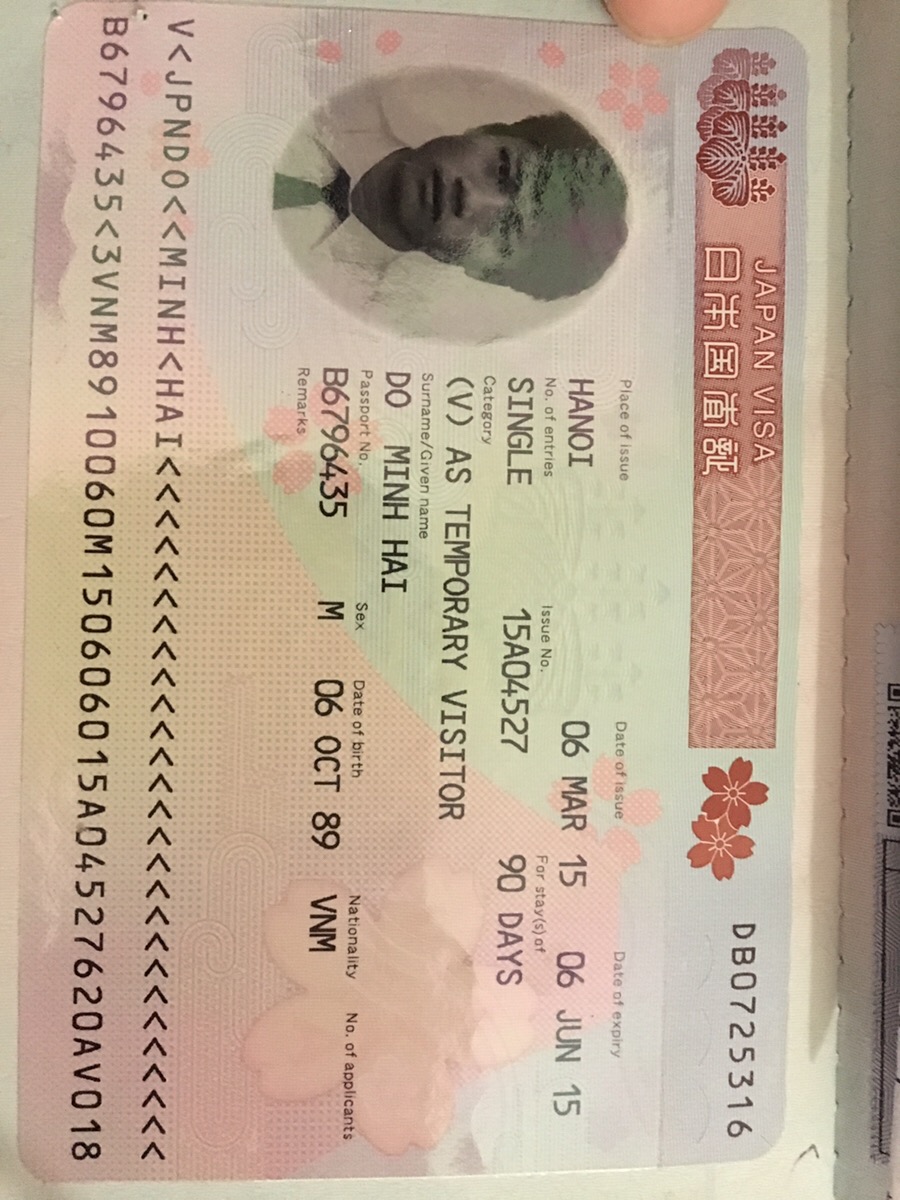 JAPAN VISA
日本国査証
DB0725316
Place of issue Date of issue Date of expiry
HANOI 06 MAR 15 06 JUN 15
No. of entries Issue No. For stay(s) of
SINGLE 15A04527 90 DAYS
Category
(V) AS TEMPORARY VISITOR
Surname/Given name
DO MINH HAI
Passport No. Sex Date of birth Nationality No. of applicants
B6796435 M 06 OCT 89 VNM
Remarks
V<JPNDO<<MINH<HAI<<<<<<<<<<<<<<<<<<<<<<<<<<<
B6796435<3VNM8910060M150606015A04527620AV018